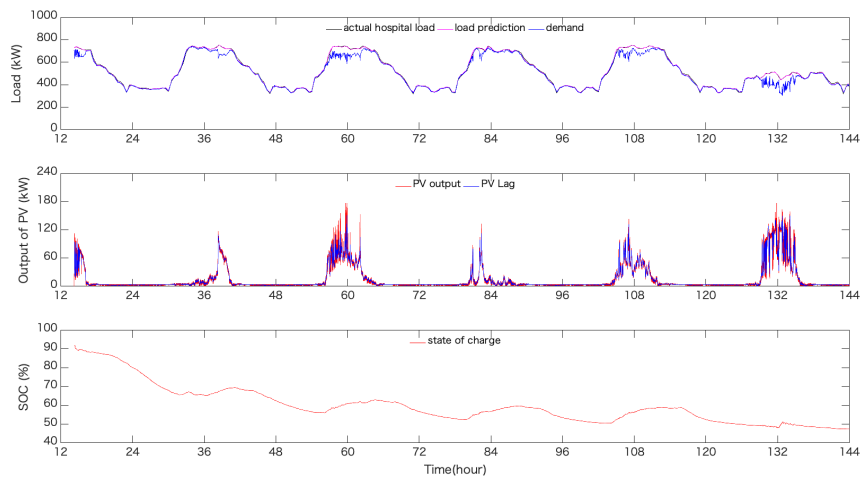 1000
800
600
400
200
0
Load (kW)
actual hospital load load prediction demand
12 24 36 48 60 72 84 96 108 120 132 144
240
180
120
60
0
Output of PV (kW)
PV output PV Lag
12 24 36 48 60 72 84 96 108 120 132 144
100
90
80
70
60
50
40
SOC (%)
state of charge
12 24 36 48 60 72 84 96 108 120 132 144
Time(hour)